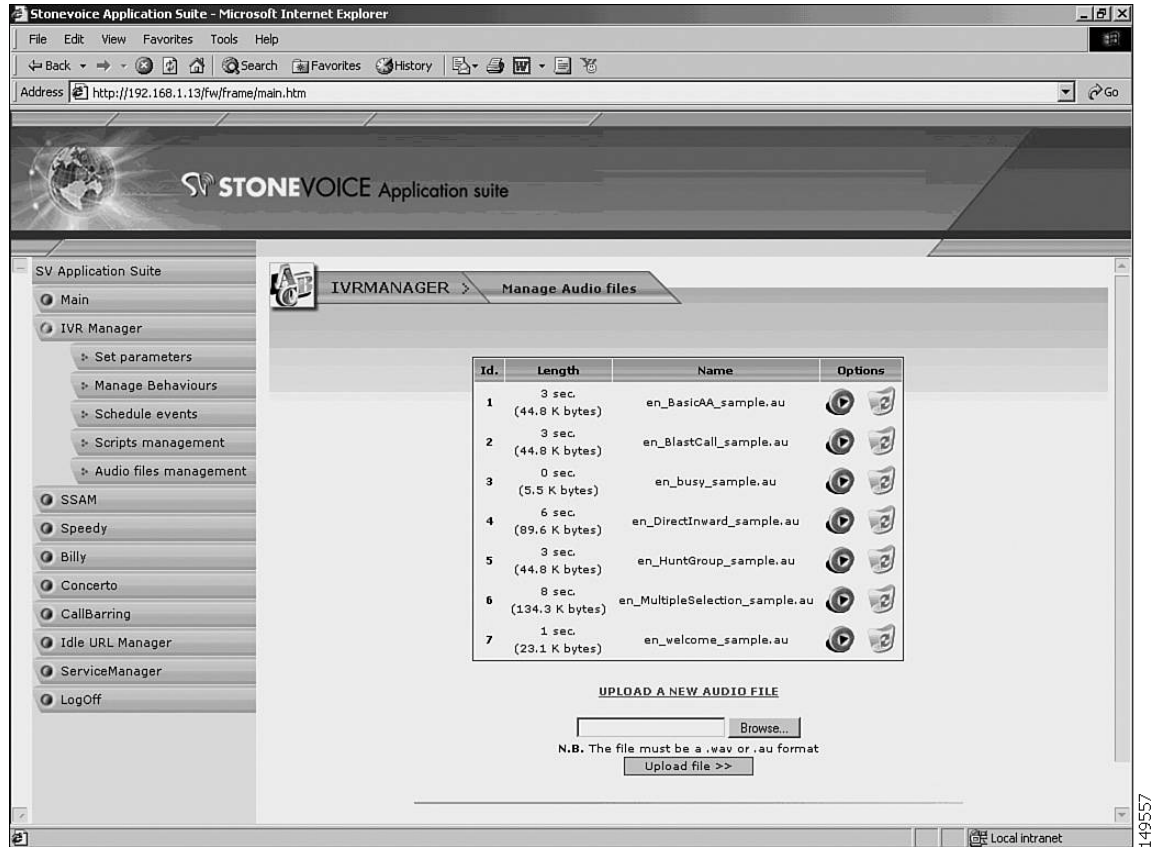 Stonevoice Application Suite - Microsoft Internet Explorer
File Edit View Favorites Tools Help
Back Search Favorites History
Address http://192.168.1.13/fw/frame/main.htm Go
SV STONEVOICE Application suite
SV Application Suite
Main
IVR Manager
Set parameters
Manage Behaviours
Schedule events
Scripts management
Audio files management
SSAM
Speedy
Billy
Concerto
CallBarring
Idle URL Manager
ServiceManager
LogOff
IVRMANAGER > Manage Audio files
Id. Length Name Options
1 3 sec. (44.8 K bytes) en_BasicAA_sample.au
2 3 sec. (44.8 K bytes) en_BlastCall_sample.au
3 0 sec. (5.5 K bytes) en_busy_sample.au
4 6 sec. (89.6 K bytes) en_DirectInward_sample.au
5 3 sec. (44.8 K bytes) en_HuntGroup_sample.au
6 8 sec. (134.3 K bytes) en_MultipleSelection_sample.au
7 1 sec. (23.1 K bytes) en_welcome_sample.au
UPLOAD A NEW AUDIO FILE
Browse...
N.B. The file must be a .wav or .au format
Upload file >>
Local intranet
149557